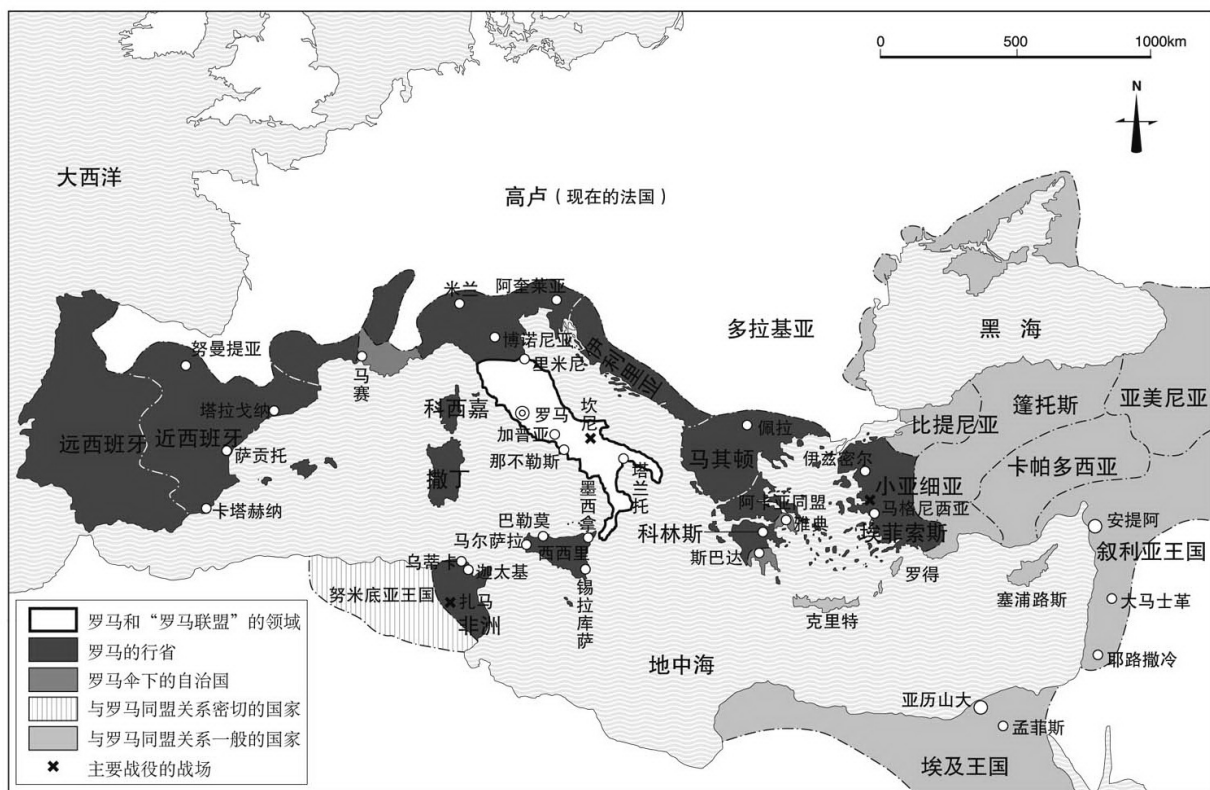 0 500 1000km
N
大西洋
高卢（现在的法国）
米兰
阿奎莱亚
博诺尼亚
里米尼
伊利里亚
多拉基亚
黑 海
努曼提亚
马赛
塔拉戈纳
远西班牙
近西班牙
萨贡托
卡塔赫纳
科西嘉
撒丁
罗马
加普亚
那不勒斯
坎尼
塔兰托
墨西拿
巴勒莫
马尔萨拉
西西里
锡拉库萨
佩拉
马其顿
阿卡亚同盟
雅典
科林斯
斯巴达
比提尼亚
篷托斯
亚美尼亚
卡帕多西亚
伊兹密尔
小亚细亚
马格尼西亚
埃菲索斯
罗得
克里特
塞浦路斯
安提阿
叙利亚王国
大马士革
耶路撒冷
乌蒂卡
迦太基
努米底亚王国
扎马
非洲
地中海
亚历山大
孟菲斯
埃及王国
罗马和“罗马联盟”的领域
罗马的行省
罗马伞下的自治国
与罗马同盟关系密切的国家
与罗马同盟关系一般的国家
主要战役的战场